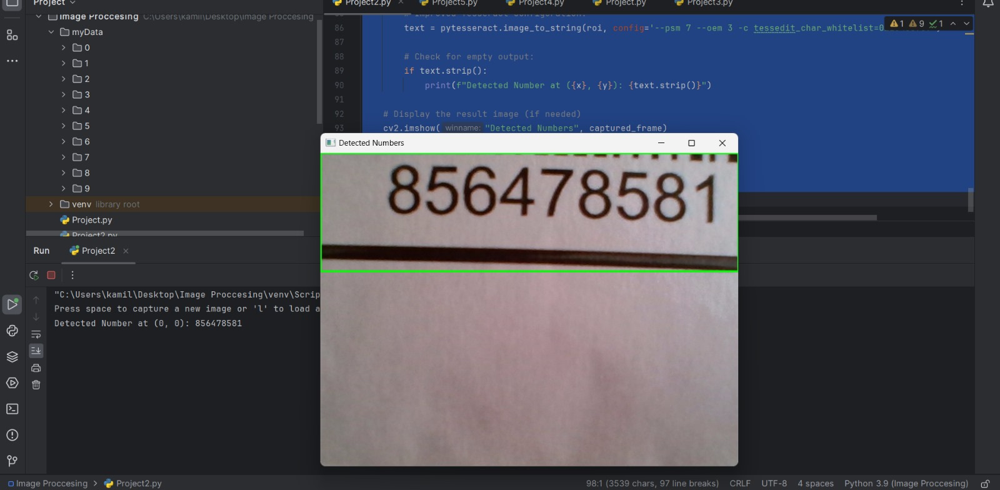 Project
Project2.py
Project5.py
Project4.py
Project.py
Project3.py
Image Proccesing C:\Users\kamil\Desktop\Image Proccesing
myData
0
1
2
3
4
5
6
7
8
9
venv library root
Project.py
Project2.py
86 text = pytesseract.image_to_string(roi, config='--psm 7 --oem 3 -c tessedit_char_whitelist=0
1 9 1
87
88 # Check for empty output:
89 if text.strip():
90 print(f"Detected Number at ({x}, {y}): {text.strip()}")
91
92 # Display the result image (if needed)
93 cv2.imshow( winname: "Detected Numbers", captured_frame)
Detected Numbers
856478581
Run
Project2
"C:\Users\kamil\Desktop\Image Proccesing\venv\Scrip
Press space to capture a new image or 'l' to load a
Detected Number at (0, 0): 856478581
Image Proccesing > Project2.py
98:1 (3539 chars, 97 line breaks) CRLF UTF-8 4 spaces Python 3.9 (Image Proccesing)